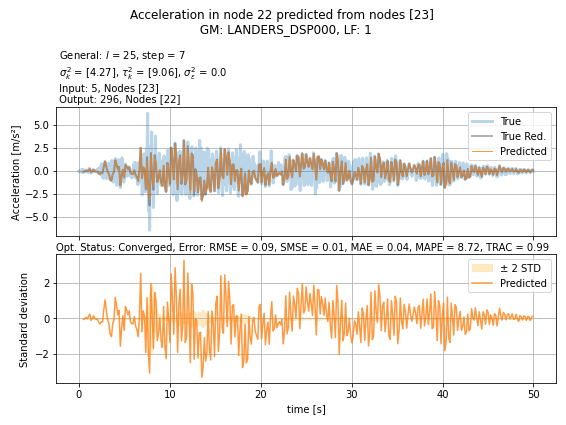 Acceleration in node 22 predicted from nodes [23]
GM: LANDERS_DSP000, LF: 1
General: l = 25, step = 7
σ²ₖ = [4.27], τ²ₖ = [9.06], σ²ε = 0.0
Input: 5, Nodes [23]
Output: 296, Nodes [22]
Acceleration [m/s²]
5.0
2.5
0.0
−2.5
−5.0
True
True Red.
Predicted
Opt. Status: Converged, Error: RMSE = 0.09, SMSE = 0.01, MAE = 0.04, MAPE = 8.72, TRAC = 0.99
Standard deviation
2
0
−2
± 2 STD
Predicted
0 10 20 30 40 50
time [s]